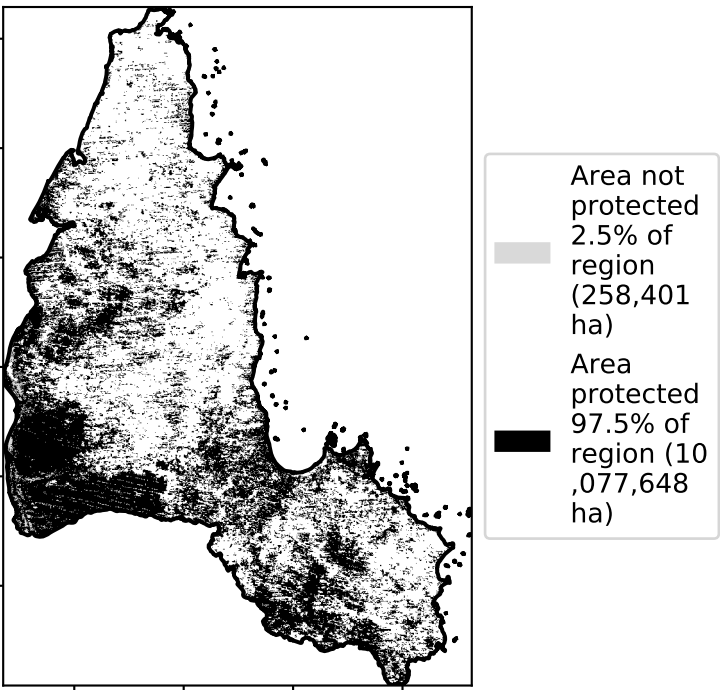 Area not
protected
2.5% of
region
(258,401
ha)
Area
protected
97.5% of
region (10
,077,648
ha)